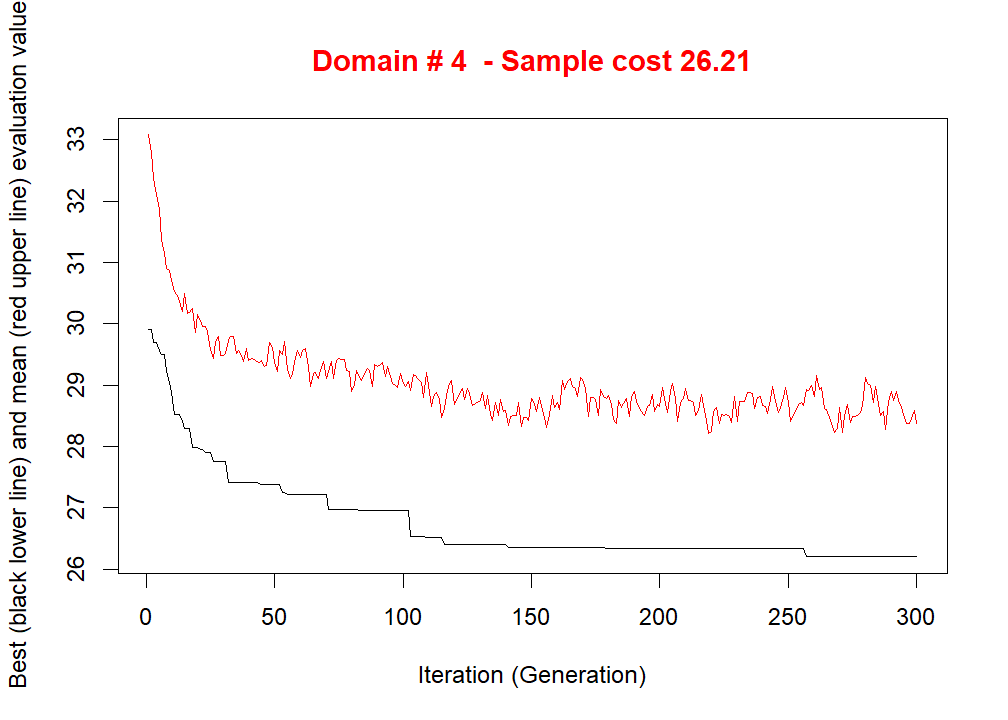 Domain # 4  - Sample cost 26.21
Best (black lower line) and mean (red upper line) evaluation value
33
32
31
30
29
28
27
26
0 50 100 150 200 250 300
Iteration (Generation)